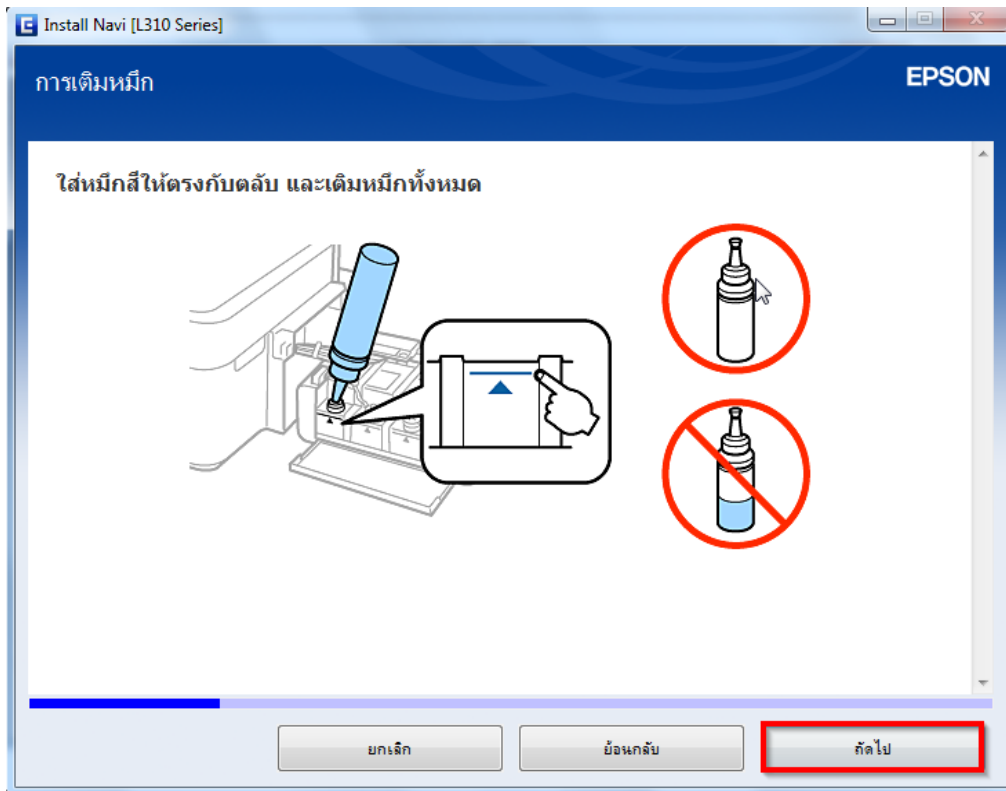 Install Navi [L310 Series]
การเติมหมึก
EPSON
ใส่หมึกสีให้ตรงกับตลับ และเติมหมึกทั้งหมด
ยกเลิก
ย้อนกลับ
ถัดไป